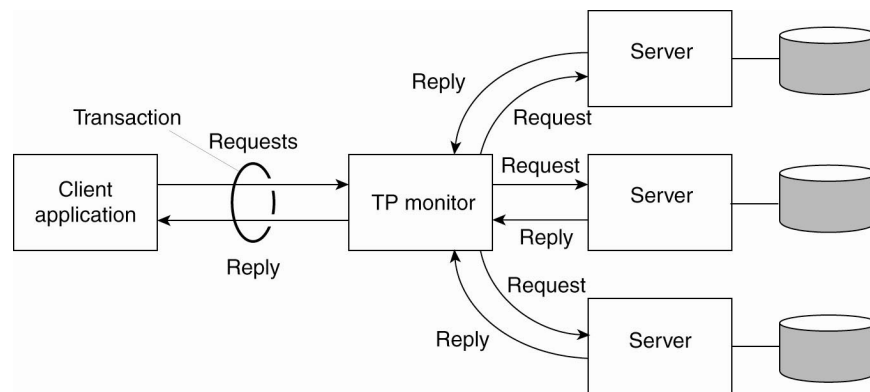 Server
Reply
Transaction
Requests
Request
Client
application
TP monitor
Request
Server
Reply
Reply
Request
Reply
Server